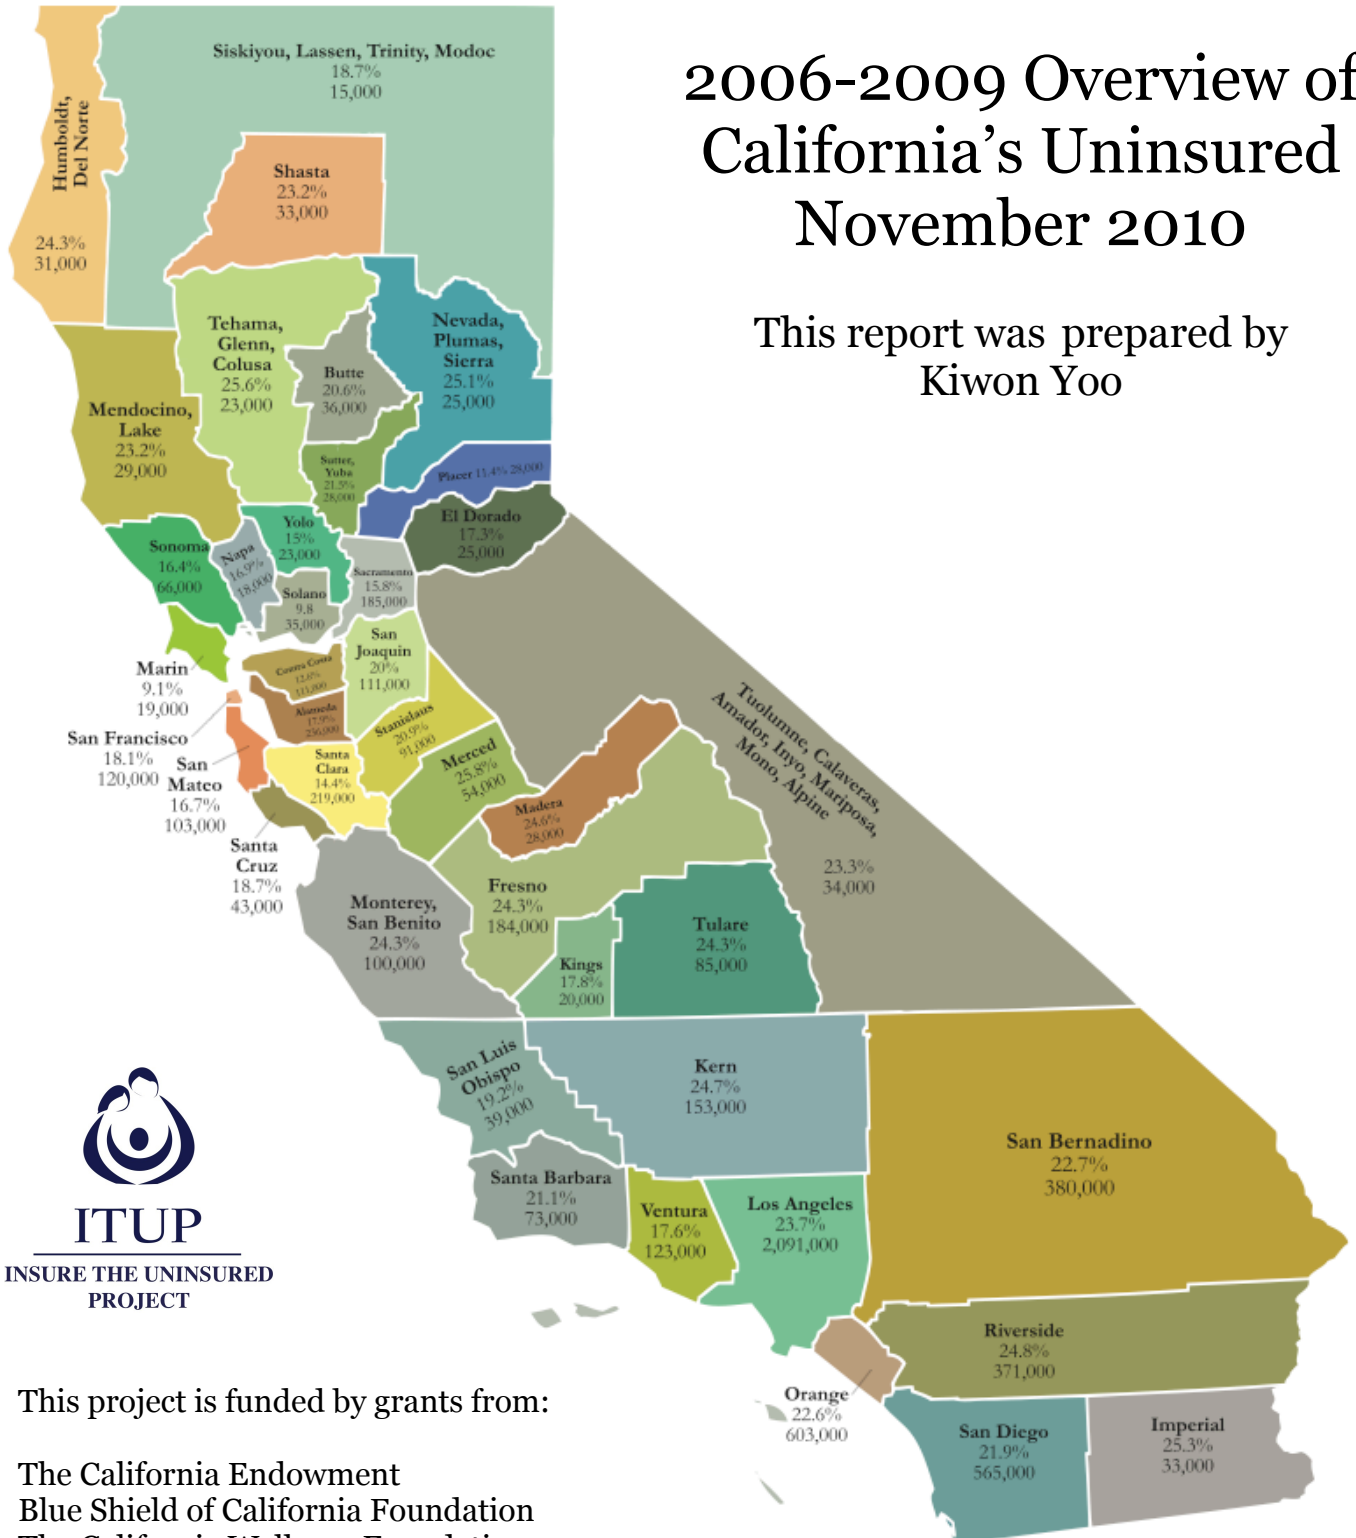 2006-2009 Overview of
California's Uninsured
November 2010
This report was prepared by
Kiwon Yoo
Siskiyou, Lassen, Trinity, Modoc
18.7%
15,000
Humboldt,
Del Norte
24.3%
31,000
Shasta
23.2%
33,000
Tehama,
Glenn,
Colusa
25.6%
23,000
Butte
20.6%
36,000
Nevada,
Plumas,
Sierra
25.1%
25,000
Mendocino,
Lake
23.2%
29,000
Sutter,
Yuba
21.5%
28,000
Placer 11.4% 28,000
El Dorado
17.3%
25,000
Sonoma
16.4%
66,000
Napa
16.9%
18,000
Yolo
15%
23,000
Solano
9.8
35,000
Sacramento
15.8%
185,000
Marin
9.1%
19,000
Contra Costa
12.6%
111,000
San
Joaquin
20%
111,000
Alameda
17.9%
236,000
Stanislaus
20.9%
91,000
San Francisco
18.1%
120,000
San
Mateo
16.7%
103,000
Santa
Clara
14.4%
219,000
Merced
25.8%
54,000
Madera
24.6%
28,000
Tuolumne, Calaveras,
Amador, Inyo, Mariposa,
Mono, Alpine
23.3%
34,000
Santa
Cruz
18.7%
43,000
Monterey,
San Benito
24.3%
100,000
Fresno
24.3%
184,000
Kings
17.8%
20,000
Tulare
24.3%
85,000
San Luis
Obispo
19.2%
39,000
Kern
24.7%
153,000
San Bernadino
22.7%
380,000
Santa Barbara
21.1%
73,000
Ventura
17.6%
123,000
Los Angeles
23.7%
2,091,000
Riverside
24.8%
371,000
Orange
22.6%
603,000
San Diego
21.9%
565,000
Imperial
25.3%
33,000
ITUP
INSURE THE UNINSURED
PROJECT
This project is funded by grants from:
The California Endowment
Blue Shield of California Foundation